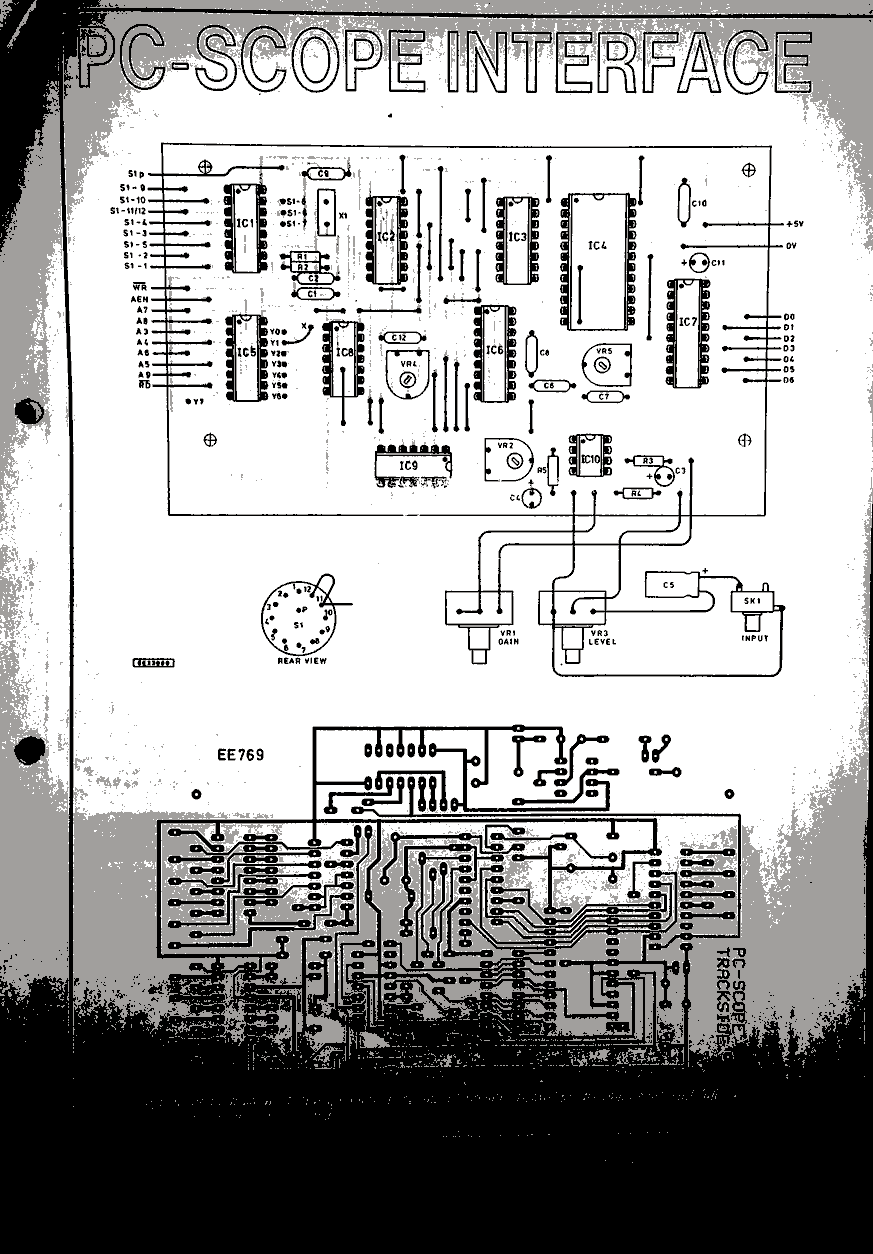 PC-SCOPE INTERFACE
S1p
S1-9
S1-10
S1-11/12
S1-4
S1-3
S1-5
S1-2
S1-1
WR
AEN
A7
A8
A3
A4
A6
A5
A9
RD
Y7
IC1
S1-8
S1-6
S1-7
C9
X1
R1
R2
C2
C1
IC2
IC3
IC4
C10
+5V
0V
+
C11
IC5
Y0
Y1
Y2
Y3
Y4
Y5
Y6
X
IC8
C12
VR4
IC6
C8
VR5
C6
C7
IC7
D0
D1
D2
D3
D4
D5
D6
IC9
VR2
R5
+
C4
IC10
R3
+
C3
R4
1
2
3
4
5
6
7
8
9
10
11
12
P
S1
REAR VIEW
VR1
GAIN
VR3
LEVEL
C5
+
SK1
INPUT
EE769
PC-SCOPE
TRACKSIDE